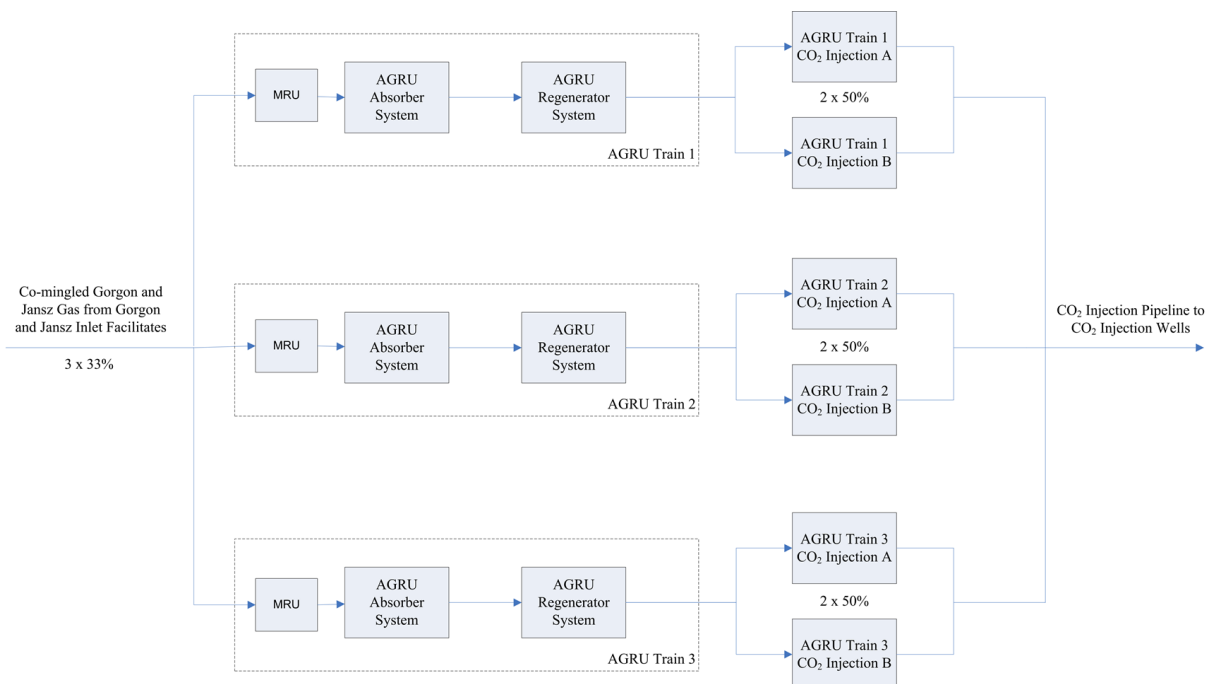 AGRU Train 1
CO₂ Injection A
2 x 50%
AGRU Train 1
CO₂ Injection B
MRU
AGRU
Absorber
System
AGRU
Regenerator
System
AGRU Train 1
Co-mingled Gorgon and
Jansz Gas from Gorgon
and Jansz Inlet Facilitates
3 x 33%
MRU
AGRU
Absorber
System
AGRU
Regenerator
System
AGRU Train 2
AGRU Train 2
CO₂ Injection A
2 x 50%
AGRU Train 2
CO₂ Injection B
CO₂ Injection Pipeline to
CO₂ Injection Wells
MRU
AGRU
Absorber
System
AGRU
Regenerator
System
AGRU Train 3
AGRU Train 3
CO₂ Injection A
2 x 50%
AGRU Train 3
CO₂ Injection B